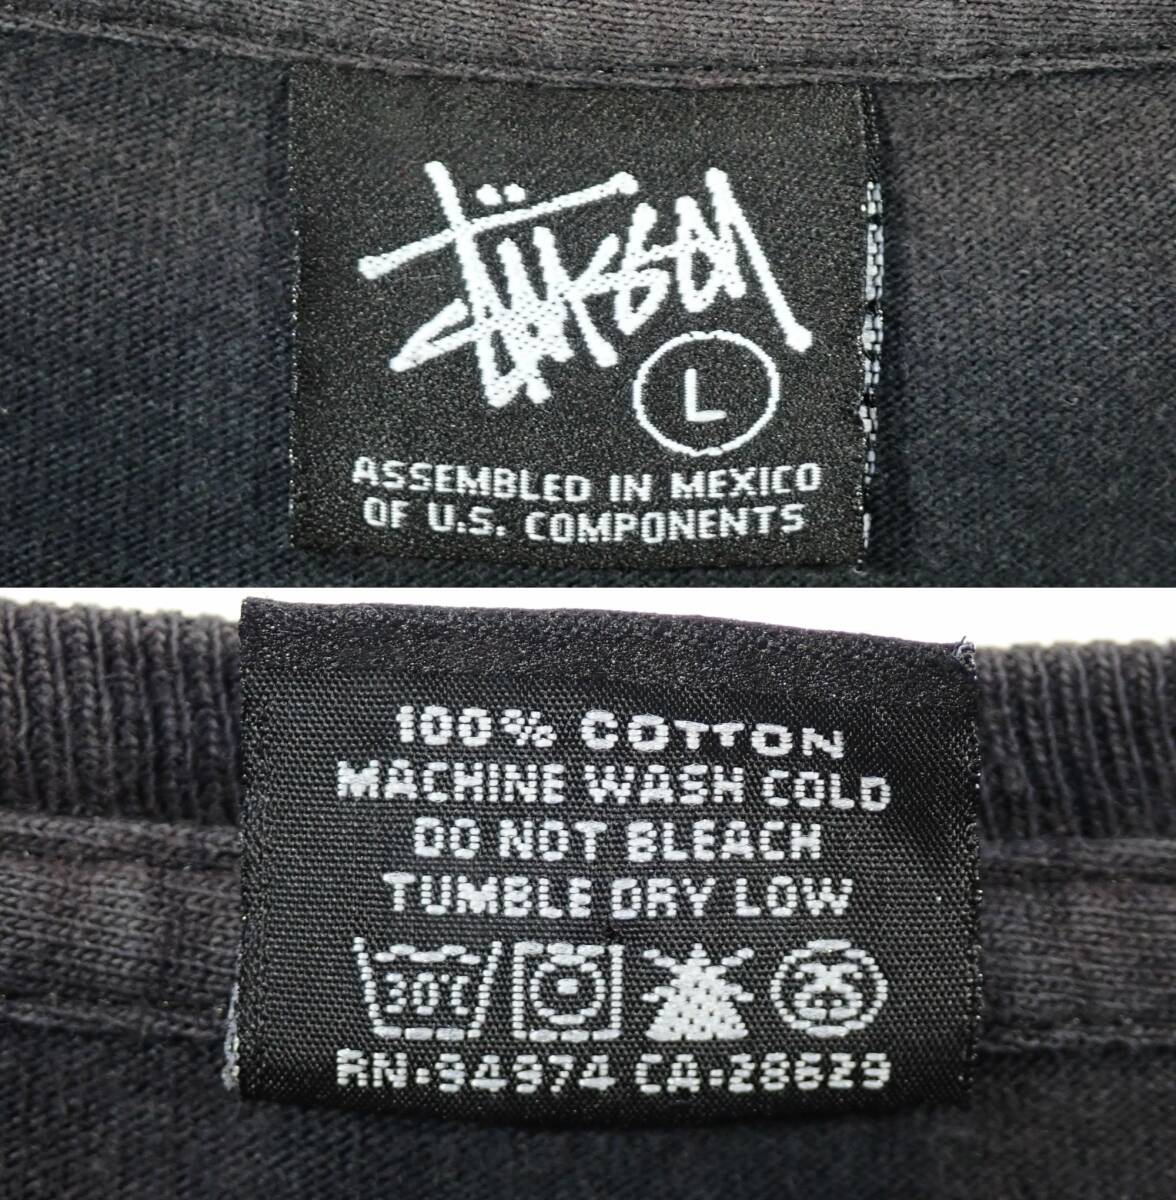 STÜSSY
L
ASSEMBLED IN MEXICO
OF U.S. COMPONENTS
100% COTTON
MACHINE WASH COLD
DO NOT BLEACH
TUMBLE DRY LOW
30°C
RN·94974 CA·28629